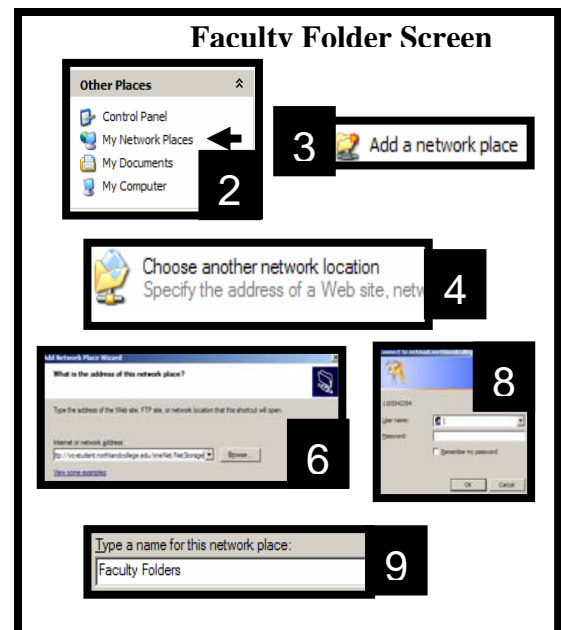 Faculty Folder Screen
Other Places
Control Panel
My Network Places
My Documents
My Computer
2
3
Add a network place
Choose another network location
Specify the address of a Web site, netw
4
Add Network Place Wizard
What is the address of this network place?
Type the address of the Web site, FTP site, or network location that this shortcut will open.
Internet or network address:
Browse...
View some examples
6
8
User name:
Password:
Remember my password
OK
Cancel
Type a name for this network place:
Faculty Folders
9